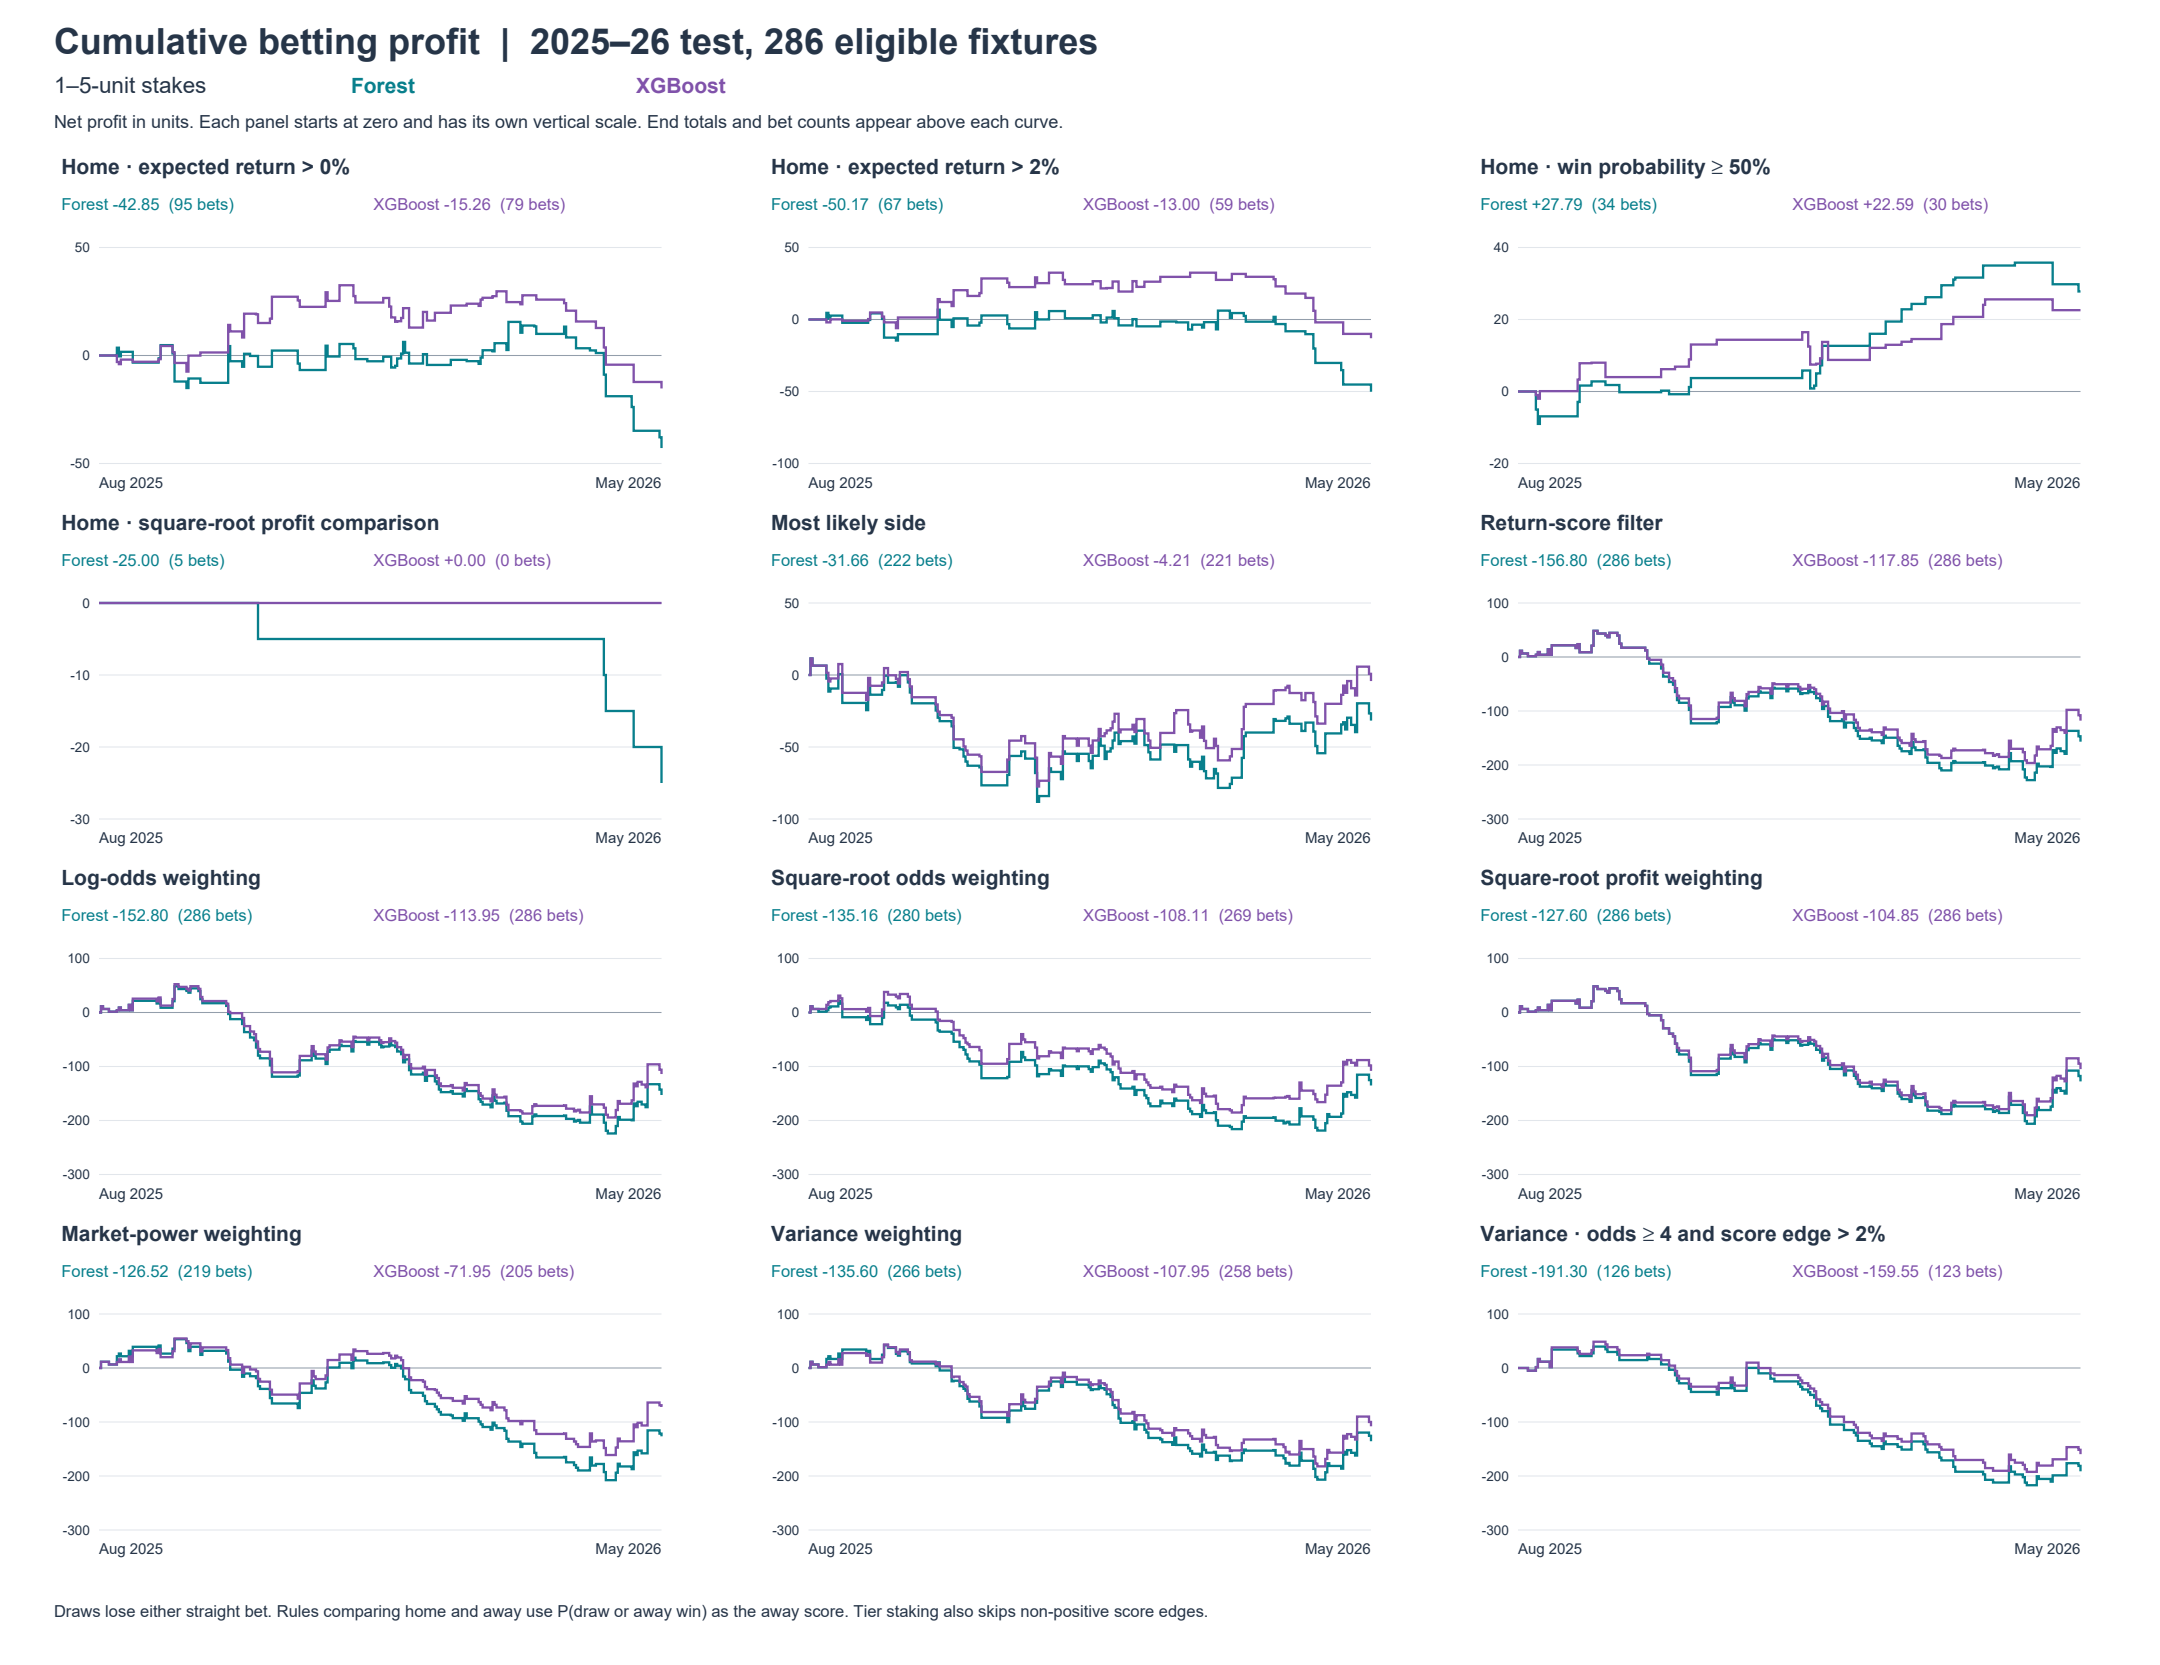 Cumulative betting profit | 2025–26 test, 286 eligible fixtures
1–5-unit stakes Forest XGBoost
Net profit in units. Each panel starts at zero and has its own vertical scale. End totals and bet counts appear above each curve.
Home · expected return > 0%
Forest -42.85 (95 bets) XGBoost -15.26 (79 bets)
50
0
-50
Aug 2025 May 2026
Home · expected return > 2%
Forest -50.17 (67 bets) XGBoost -13.00 (59 bets)
50
0
-50
-100
Aug 2025 May 2026
Home · win probability ≥ 50%
Forest +27.79 (34 bets) XGBoost +22.59 (30 bets)
40
20
0
-20
Aug 2025 May 2026
Home · square-root profit comparison
Forest -25.00 (5 bets) XGBoost +0.00 (0 bets)
0
-10
-20
-30
Aug 2025 May 2026
Most likely side
Forest -31.66 (222 bets) XGBoost -4.21 (221 bets)
50
0
-50
-100
Aug 2025 May 2026
Return-score filter
Forest -156.80 (286 bets) XGBoost -117.85 (286 bets)
100
0
-100
-200
-300
Aug 2025 May 2026
Log-odds weighting
Forest -152.80 (286 bets) XGBoost -113.95 (286 bets)
100
0
-100
-200
-300
Aug 2025 May 2026
Square-root odds weighting
Forest -135.16 (280 bets) XGBoost -108.11 (269 bets)
100
0
-100
-200
-300
Aug 2025 May 2026
Square-root profit weighting
Forest -127.60 (286 bets) XGBoost -104.85 (286 bets)
100
0
-100
-200
-300
Aug 2025 May 2026
Market-power weighting
Forest -126.52 (219 bets) XGBoost -71.95 (205 bets)
100
0
-100
-200
-300
Aug 2025 May 2026
Variance weighting
Forest -135.60 (266 bets) XGBoost -107.95 (258 bets)
100
0
-100
-200
-300
Aug 2025 May 2026
Variance · odds ≥ 4 and score edge > 2%
Forest -191.30 (126 bets) XGBoost -159.55 (123 bets)
100
0
-100
-200
-300
Aug 2025 May 2026
Draws lose either straight bet. Rules comparing home and away use P(draw or away win) as the away score. Tier staking also skips non-positive score edges.